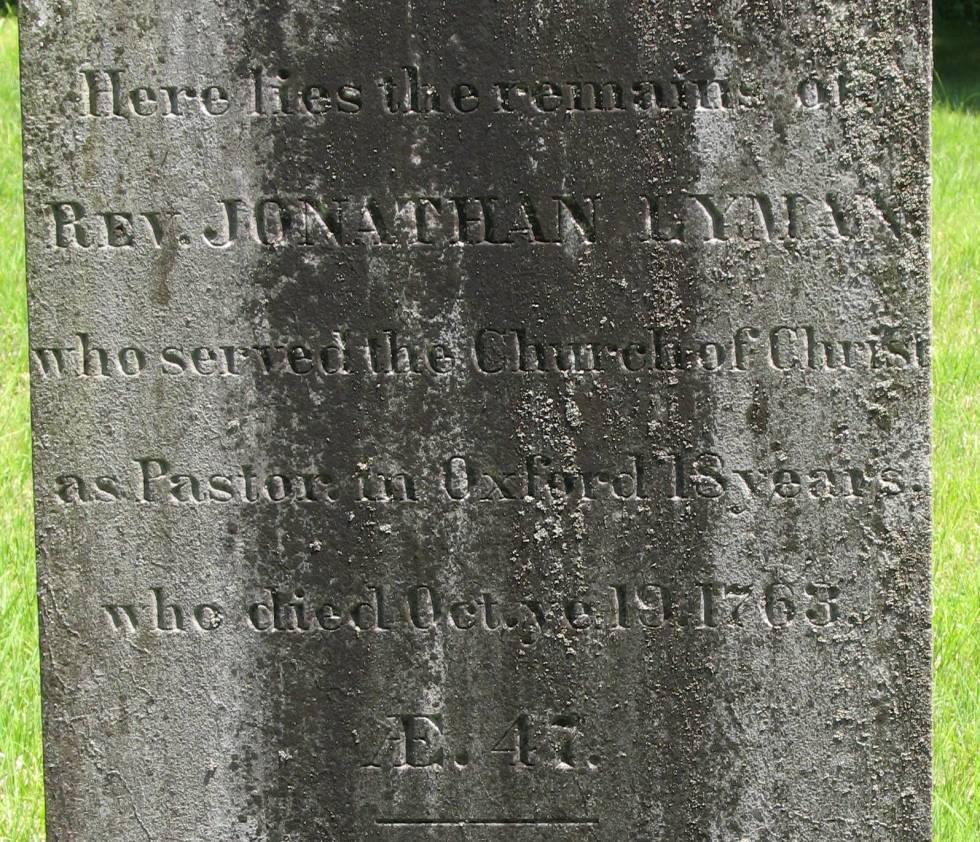 Here lies the remains of
REV. JONATHAN LYMAN
who served the Church of Christ
as Pastor in Oxford 18 years.
who died Oct. ye 19. 1763.
Æ. 47.